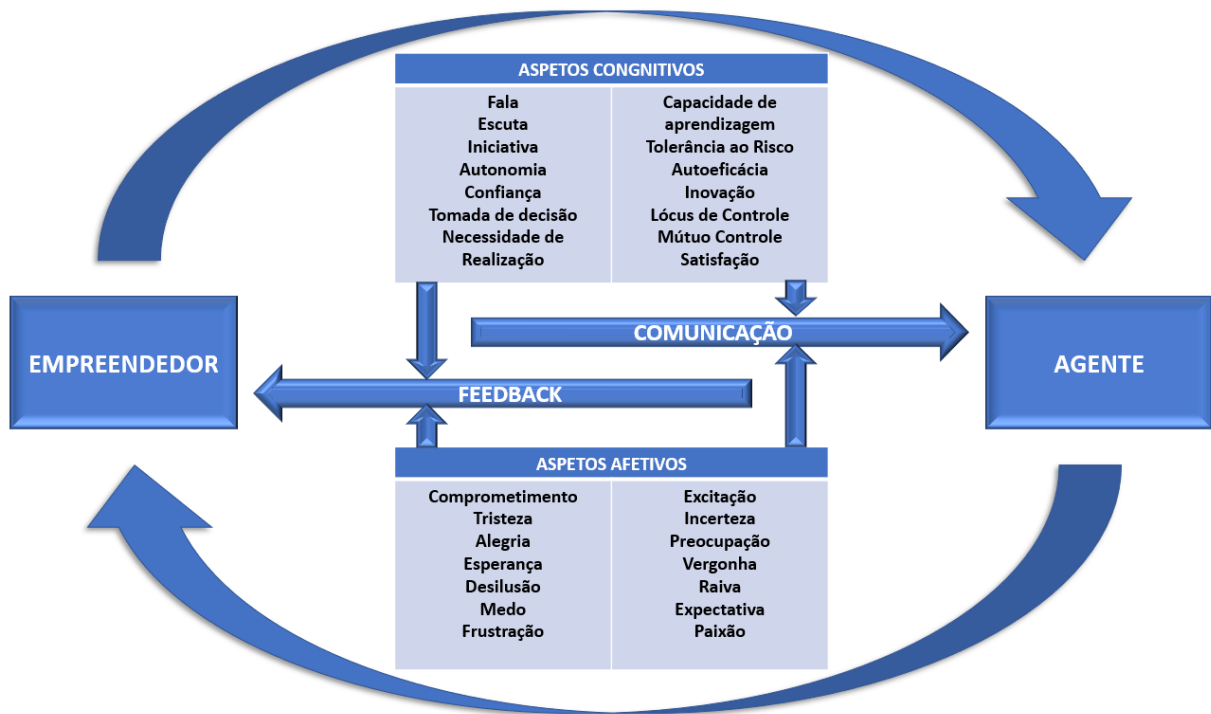 ASPETOS CONGNITIVOS
Fala
Escuta
Iniciativa
Autonomia
Confiança
Tomada de decisão
Necessidade de
Realização
Capacidade de
aprendizagem
Tolerância ao Risco
Autoeficácia
Inovação
Lócus de Controle
Mútuo Controle
Satisfação
EMPREENDEDOR
COMUNICAÇÃO
FEEDBACK
AGENTE
ASPETOS AFETIVOS
Comprometimento
Tristeza
Alegria
Esperança
Desilusão
Medo
Frustração
Excitação
Incerteza
Preocupação
Vergonha
Raiva
Expectativa
Paixão